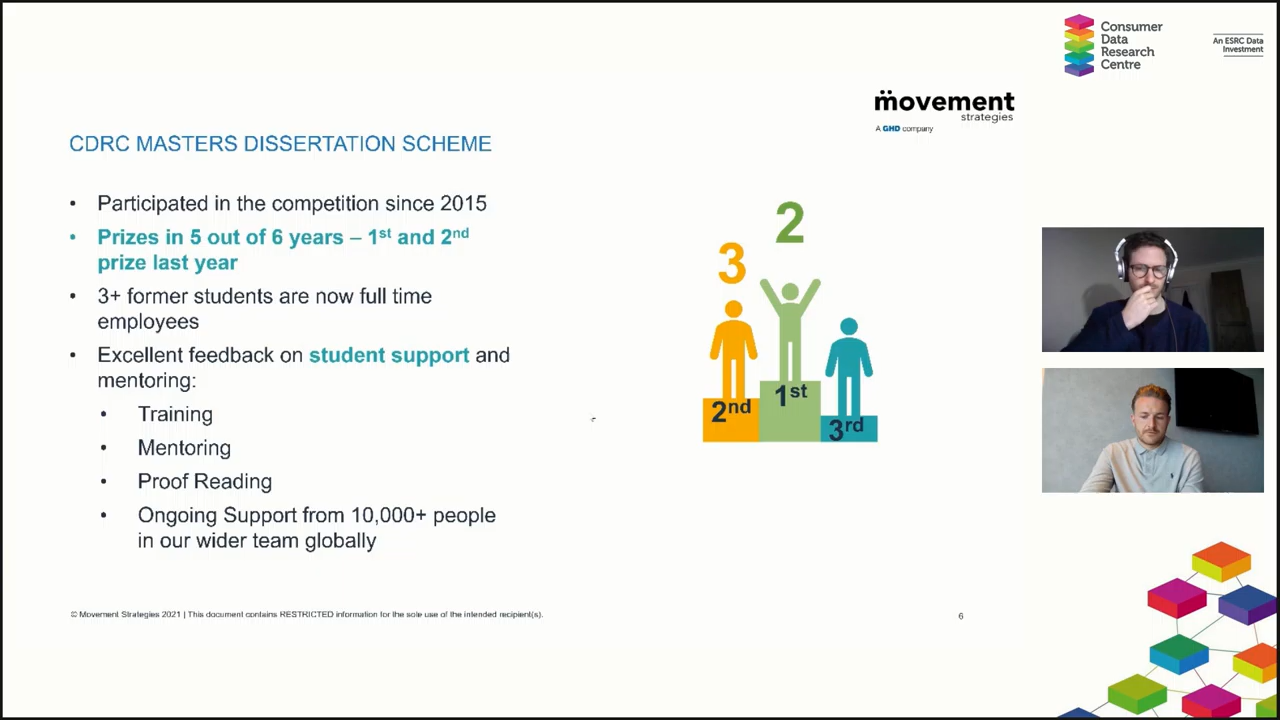 Consumer
Data
Research
Centre
An ESRC Data
Investment
movement
strategies
A GHD company
CDRC MASTERS DISSERTATION SCHEME
• Participated in the competition since 2015
• Prizes in 5 out of 6 years – 1st and 2nd
prize last year
• 3+ former students are now full time
employees
• Excellent feedback on student support and
mentoring:
• Training
• Mentoring
• Proof Reading
• Ongoing Support from 10,000+ people
in our wider team globally
2
3
1st
2nd
3rd
© Movement Strategies 2021 | This document contains RESTRICTED information for the sole use of the intended recipient(s).
6